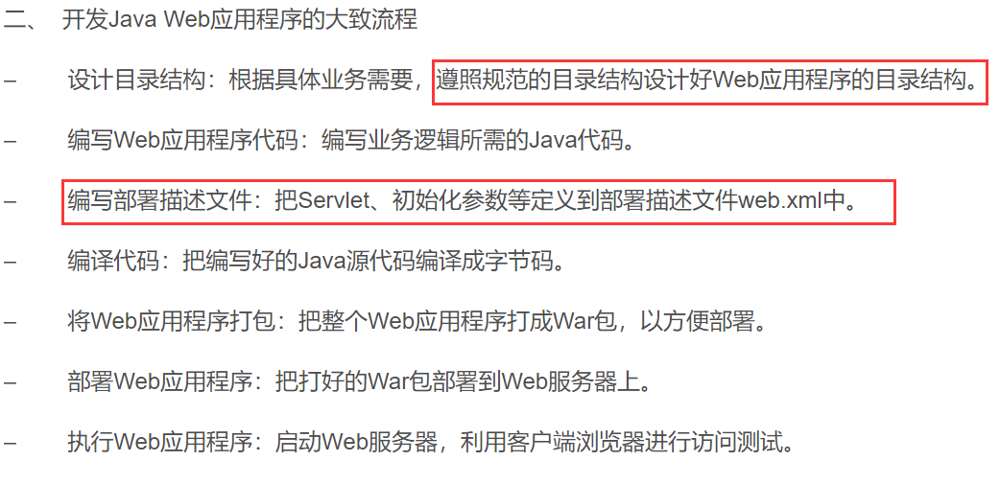 二、 开发Java Web应用程序的大致流程
– 设计目录结构：根据具体业务需要，遵照规范的目录结构设计好Web应用程序的目录结构。
– 编写Web应用程序代码：编写业务逻辑所需的Java代码。
– 编写部署描述文件：把Servlet、初始化参数等定义到部署描述文件web.xml中。
– 编译代码：把编写好的Java源代码编译成字节码。
– 将Web应用程序打包：把整个Web应用程序打成War包，以方便部署。
– 部署Web应用程序：把打好的War包部署到Web服务器上。
– 执行Web应用程序：启动Web服务器，利用客户端浏览器进行访问测试。